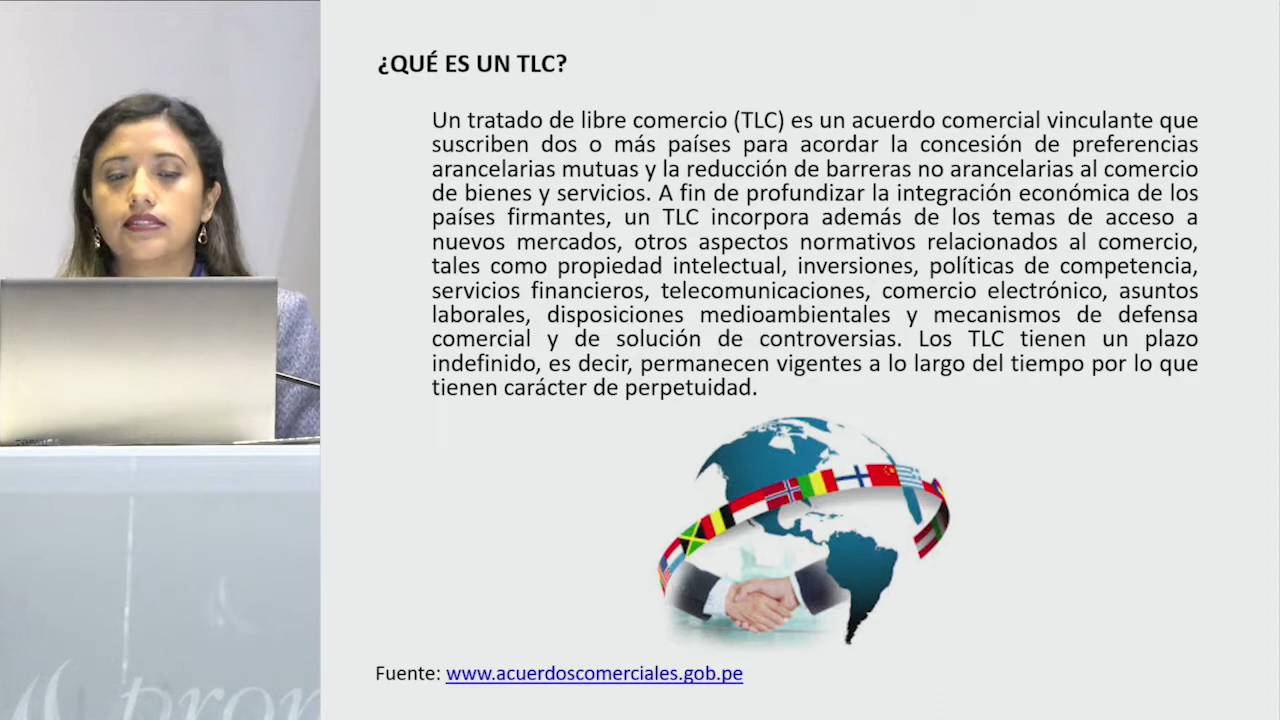 ¿QUÉ ES UN TLC?
Un tratado de libre comercio (TLC) es un acuerdo comercial vinculante que
suscriben dos o más países para acordar la concesión de preferencias
arancelarias mutuas y la reducción de barreras no arancelarias al comercio
de bienes y servicios. A fin de profundizar la integración económica de los
países firmantes, un TLC incorpora además de los temas de acceso a
nuevos mercados, otros aspectos normativos relacionados al comercio,
tales como propiedad intelectual, inversiones, políticas de competencia,
servicios financieros, telecomunicaciones, comercio electrónico, asuntos
laborales, disposiciones medioambientales y mecanismos de defensa
comercial y de solución de controversias. Los TLC tienen un plazo
indefinido, es decir, permanecen vigentes a lo largo del tiempo por lo que
tienen carácter de perpetuidad.
Fuente: www.acuerdoscomerciales.gob.pe